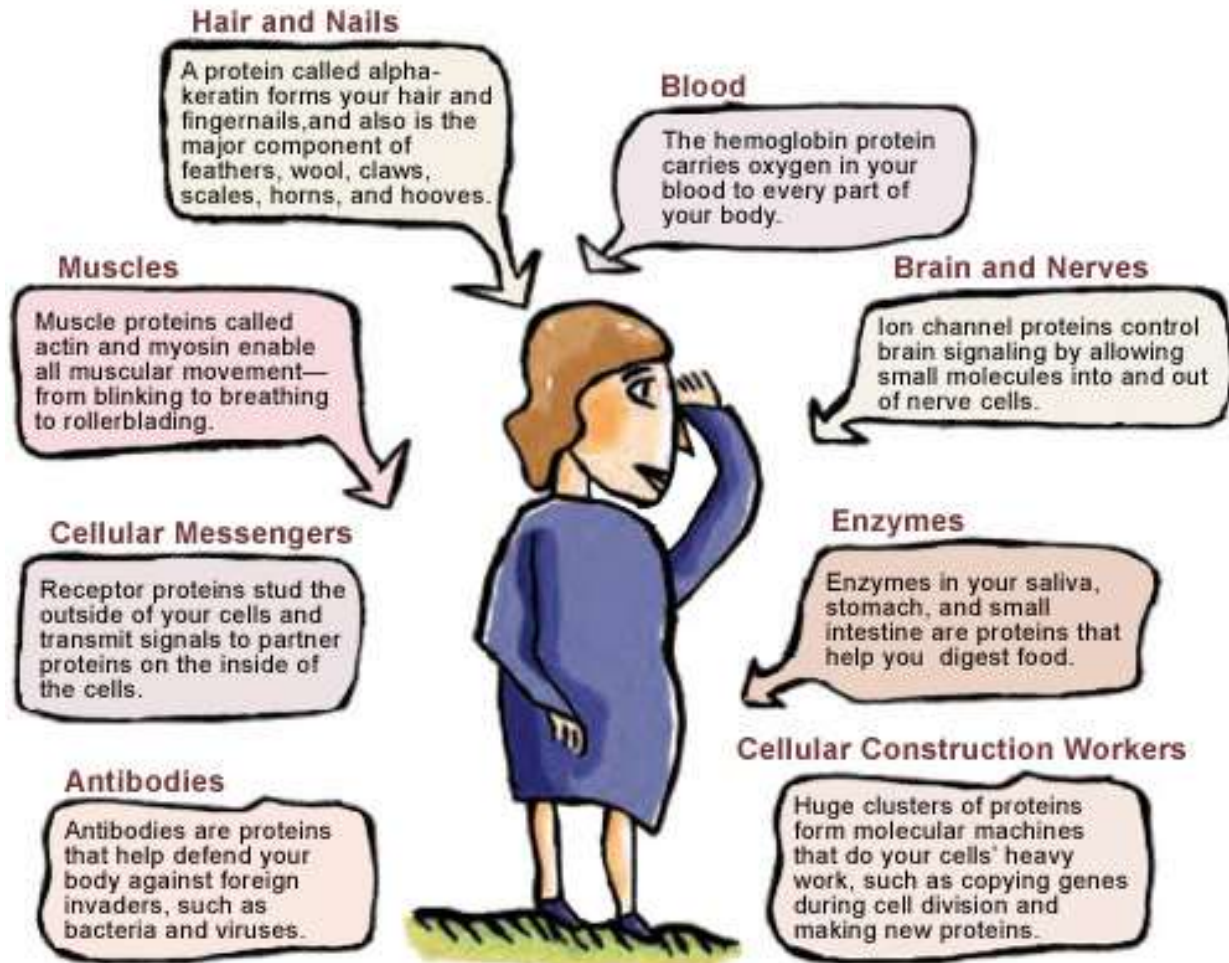 Hair and Nails
A protein called alpha-
keratin forms your hair and
fingernails,and also is the
major component of
feathers, wool, claws,
scales, horns, and hooves.
Blood
The hemoglobin protein
carries oxygen in your
blood to every part of
your body.
Muscles
Muscle proteins called
actin and myosin enable
all muscular movement—
from blinking to breathing
to rollerblading.
Brain and Nerves
Ion channel proteins control
brain signaling by allowing
small molecules into and out
of nerve cells.
Cellular Messengers
Receptor proteins stud the
outside of your cells and
transmit signals to partner
proteins on the inside of
the cells.
Enzymes
Enzymes in your saliva,
stomach, and small
intestine are proteins that
help you  digest food.
Antibodies
Antibodies are proteins
that help defend your
body against foreign
invaders, such as
bacteria and viruses.
Cellular Construction Workers
Huge clusters of proteins
form molecular machines
that do your cells' heavy
work, such as copying genes
during cell division and
making new proteins.